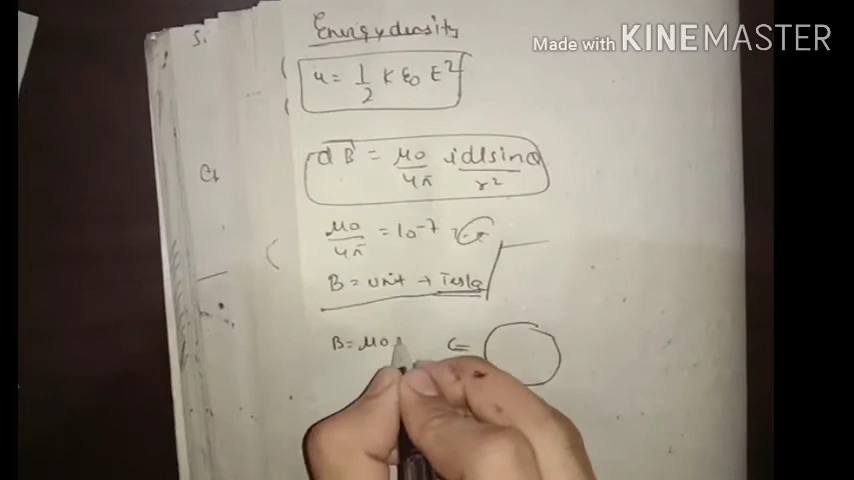 Made with KINEMASTER
Energy density
u = 1/2 K ε0 E²
dB = μ0/4π idlsinθ/r²
μ0/4π = 10⁻⁷
B = unit → Tesla
B = μ0